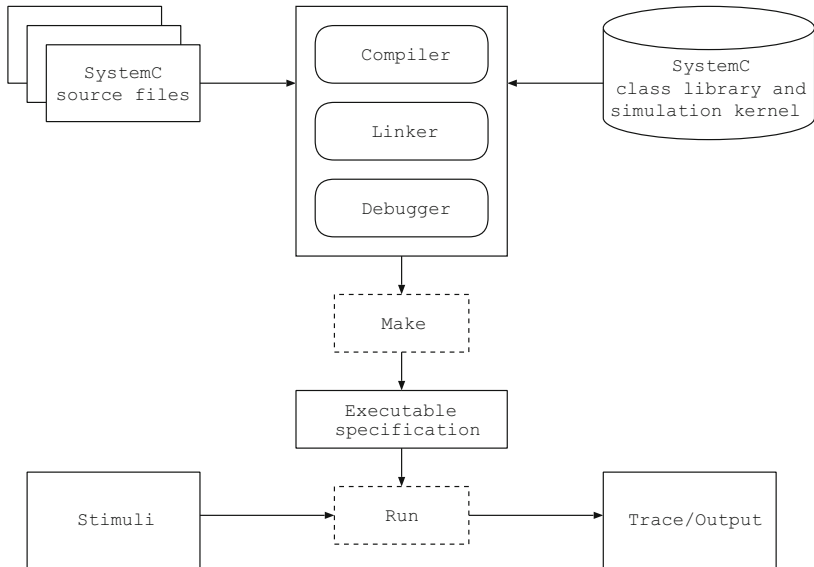 SystemC
source files
Compiler
Linker
Debugger
SystemC
class library and
simulation kernel
Make
Executable
specification
Stimuli
Run
Trace/Output